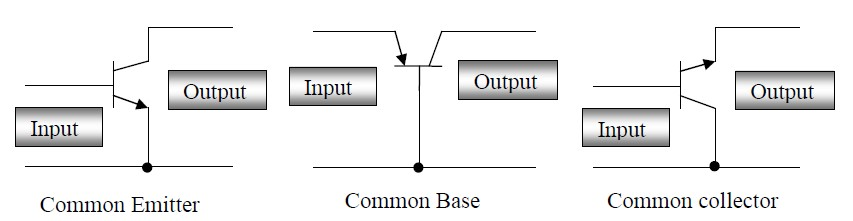 Input
Output
Common Emitter
Input
Output
Common Base
Input
Output
Common collector